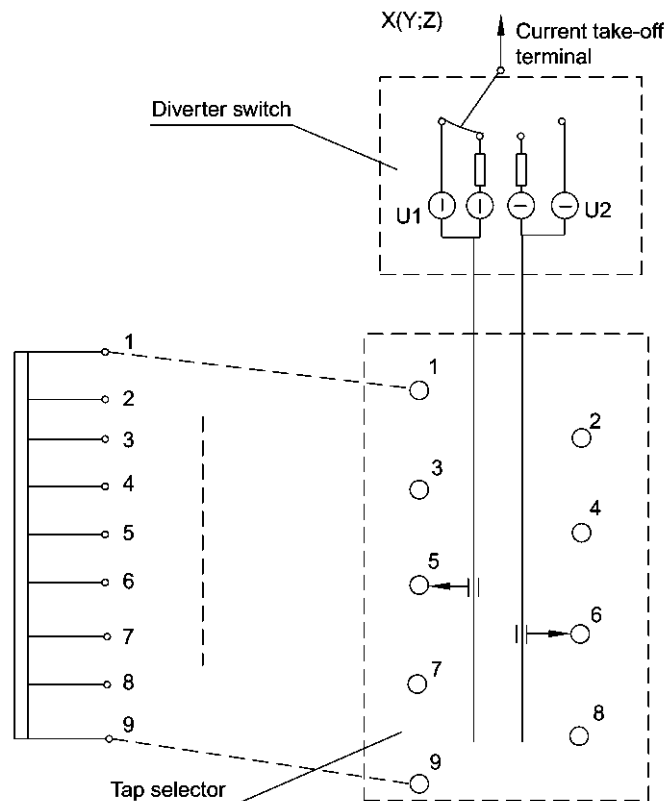 X(Y;Z)
Current take-off
terminal
Diverter switch
U1
U2
1
2
3
4
5
6
7
8
9
1
2
3
4
5
6
7
8
9
Tap selector